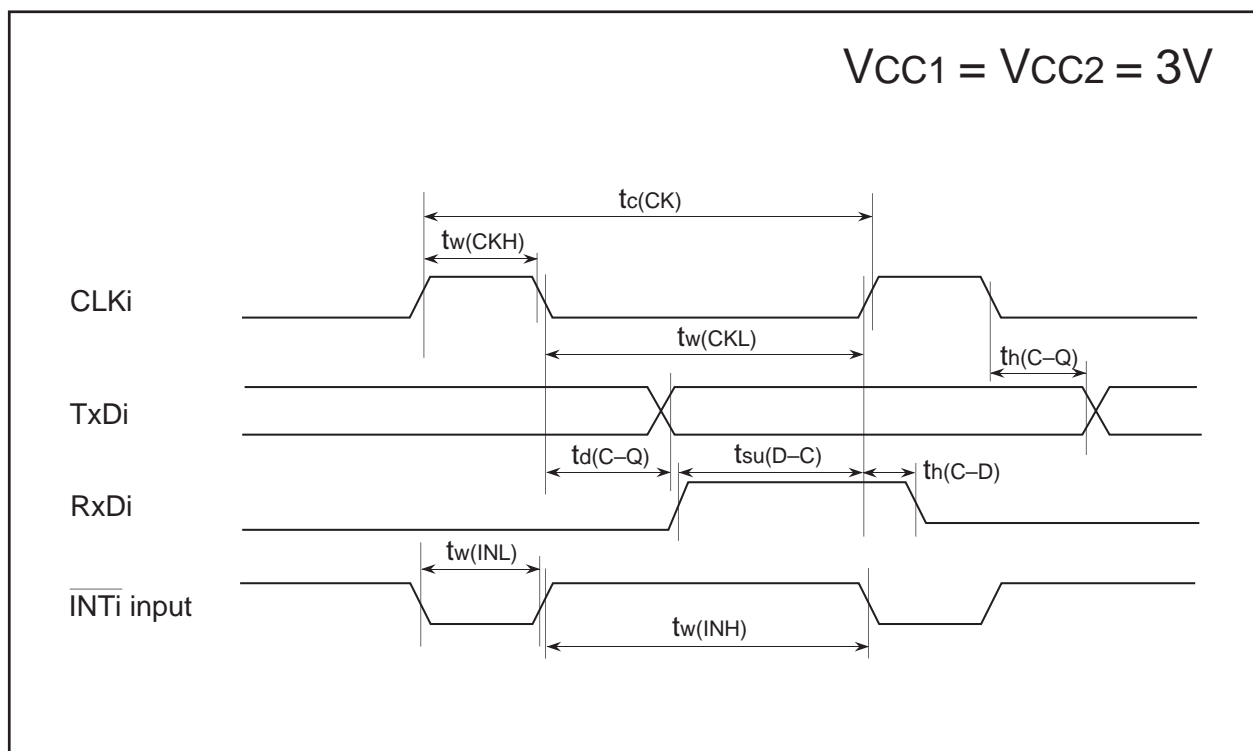 VCC1 = VCC2 = 3V
tc(CK)
tw(CKH)
CLKi
tw(CKL)
th(C–Q)
TxDi
td(C–Q)
tsu(D–C)
th(C–D)
RxDi
tw(INL)
INTi input
tw(INH)